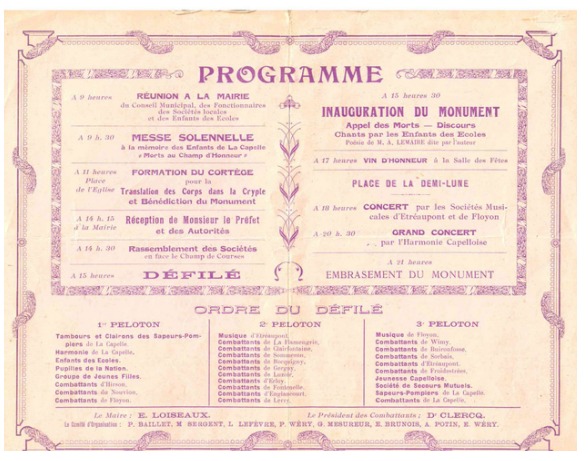 PROGRAMME
A 9 heures RÉUNION A LA MAIRIE
du Conseil Municipal, des Fonctionnaires
des Sociétés locales
et des Enfants des Ecoles
A 9 h. 30 MESSE SOLENNELLE
à la mémoire des Enfants de La Capelle
« Morts au Champ d'Honneur »
A 11 heures FORMATION DU CORTÈGE
Place pour la
de l'Eglise Translation des Corps dans la Crypte
et Bénédiction du Monument
A 14 h. 15 Réception de Monsieur le Préfet
à la Mairie et des Autorités
A 14 h. 30 Rassemblement des Sociétés
en face le Champ de Courses
A 15 heures DÉFILÉ
A 15 heures 30
INAUGURATION DU MONUMENT
Appel des Morts — Discours
Chants par les Enfants des Ecoles
Poésie de M. A. LEMAIRE dite par l'auteur
A 17 heures VIN D'HONNEUR à la Salle des Fêtes
PLACE DE LA DEMI-LUNE
CONCERT par les Sociétés Musi-
cales d'Etréaupont et de Floyon
A 20 h. 30 GRAND CONCERT
par l'Harmonie Capelloise
A 21 heures
EMBRASEMENT DU MONUMENT
ORDRE DU DÉFILÉ
1er PELOTON
Tambours et Clairons des Sapeurs-Pom-
piers de La Capelle.
Harmonie de La Capelle.
Enfants des Ecoles.
Pupilles de la Nation.
Groupe de Jeunes Filles.
Combattants d'Hirson.
Combattants de Nouvion.
Combattants de Floyon.
2e PELOTON
Musique d'Etréaupont.
Combattants de La Flamengrie.
Combattants de Clairfontaine.
Combattants de Sommeron.
Combattants de
Combattants de Gergny.
Combattants de Luzoir.
Combattants d'Erloy
Combattants de Fontenelle.
Combattants
Combattants de Lerzy.
3e PELOTON
Musique de Floyon.
Combattants de Wimy.
Combattants de Buironfosse.
Combattants de Sorbais.
Combattants d'Etréaupont.
Combattants de Froidestrées.
Jeunesse Capelloise.
Société de Secours Mutuels.
Sapeurs-Pompiers de La Capelle.
Combattants de La Capelle.
Le Maire : E. LOISEAUX. Le Président des Combattants : Dr CLERCQ.
Le Comité d'Organisation : P. BAILLET, M. SERGENT, L. LEFÈVRE, P. WÉRY, G. MESUREUR, E. BRUNOIS, A. POTIN, E. WÉRY.